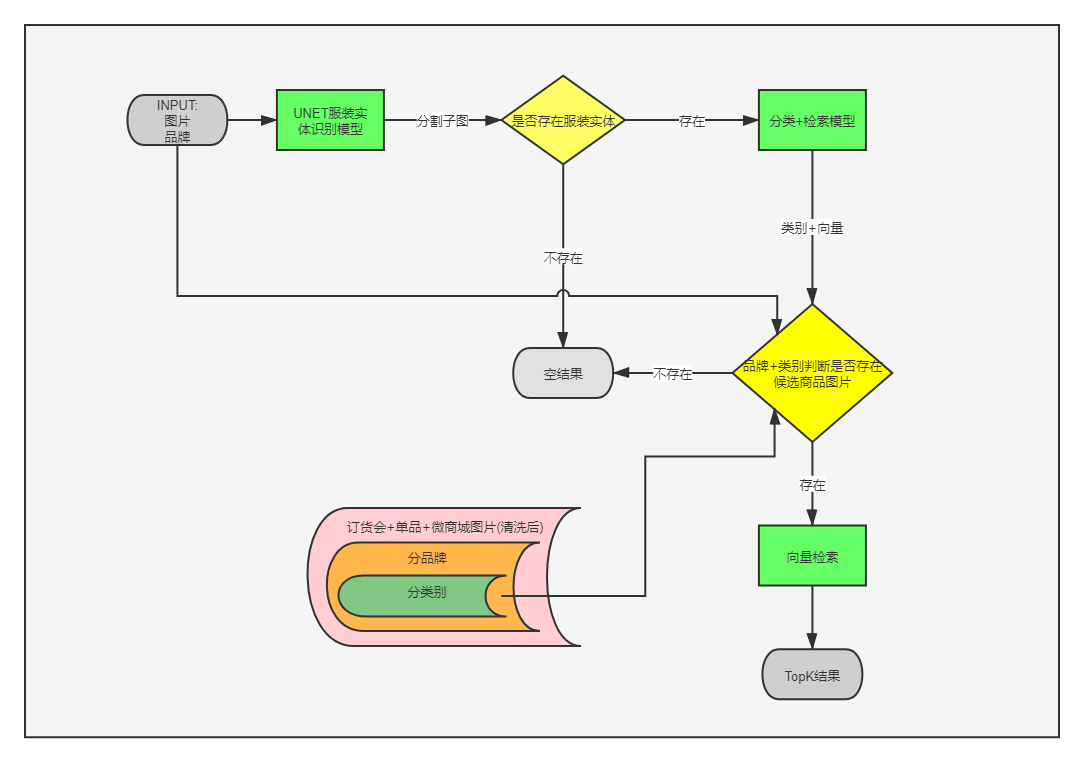 INPUT:
图片
品牌
UNET服装实
体识别模型
分割子图
是否存在服装实体
存在
分类+检索模型
类别+向量
不存在
品牌+类别判断是否存在
候选商品图片
不存在
空结果
存在
订货会+单品+微商城图片(清洗后)
分品牌
分类别
向量检索
TopK结果